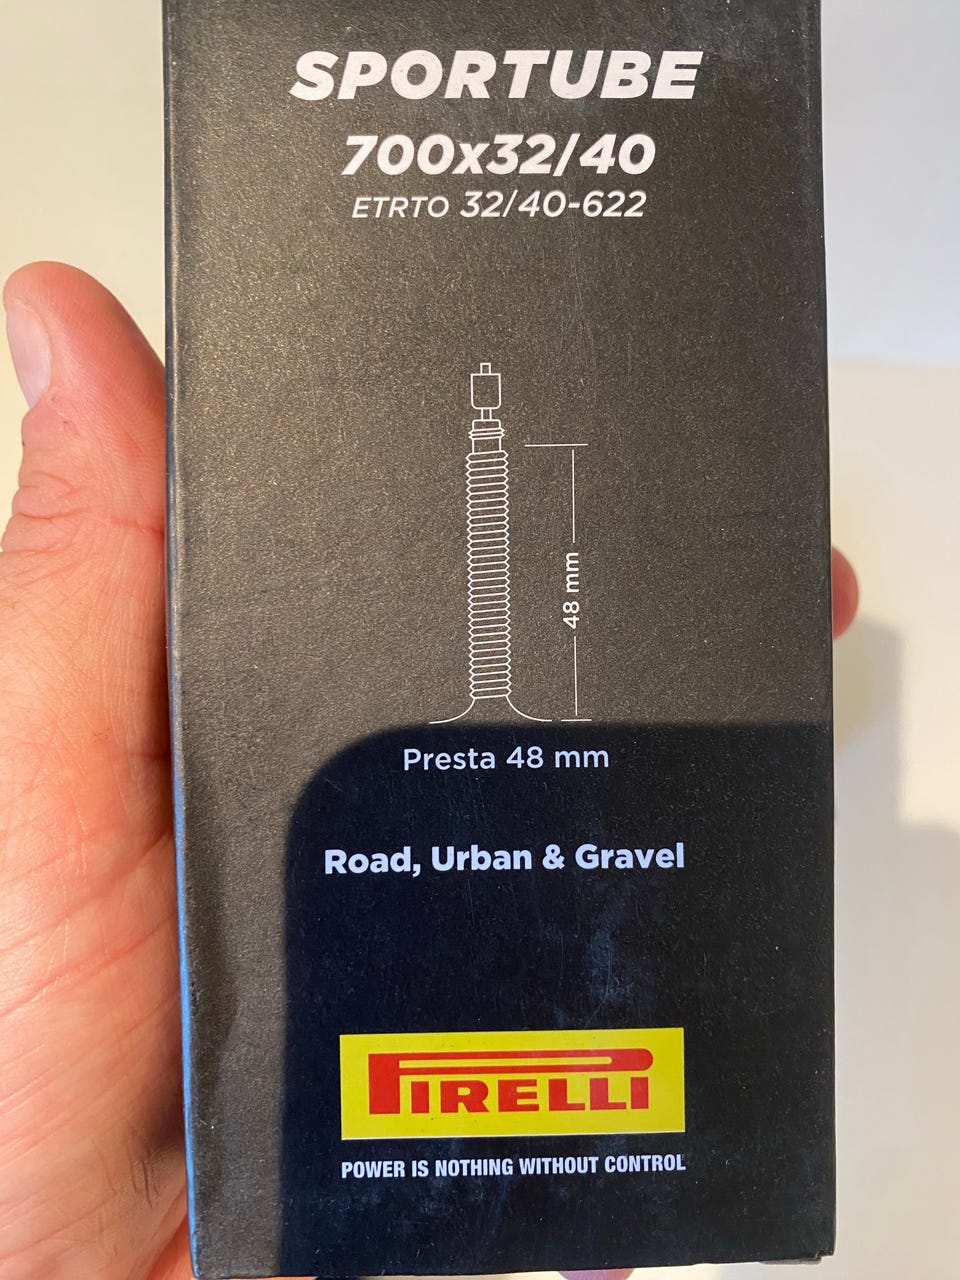 SPORTUBE
700x32/40
ETRTO 32/40-622
48 mm
Presta 48 mm
Road, Urban & Gravel
PIRELLI
POWER IS NOTHING WITHOUT CONTROL